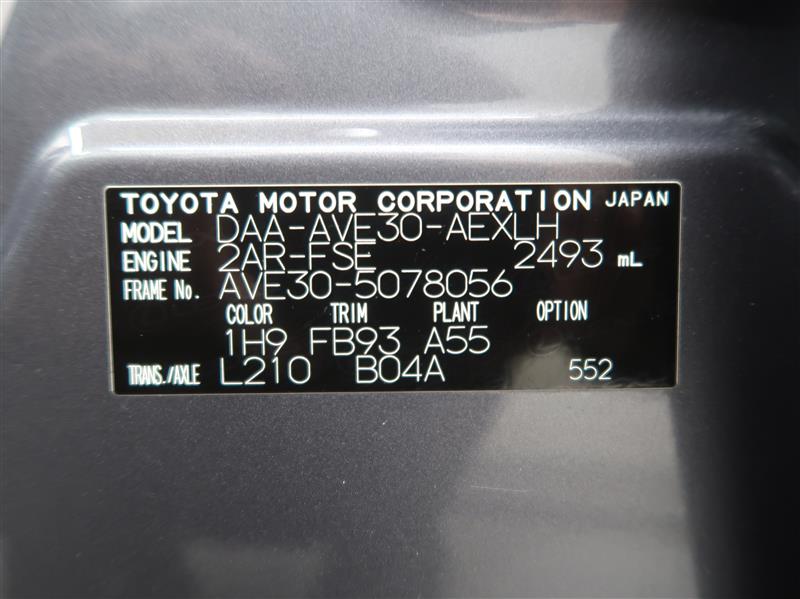 TOYOTA MOTOR CORPORATION JAPAN
MODEL DAA-AVE30-AEXLH
ENGINE 2AR-FSE 2493 mL
FRAME No. AVE30-5078056
COLOR TRIM PLANT OPTION
1H9 FB93 A55
TRANS./AXLE L210 B04A 552